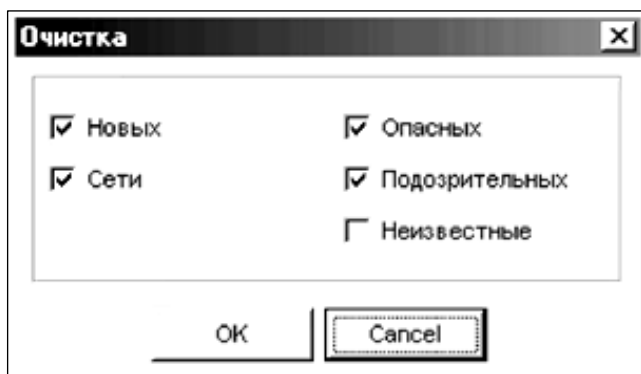 Очистка
Новых
Опасных
Сети
Подозрительных
Неизвестные
OK
Cancel